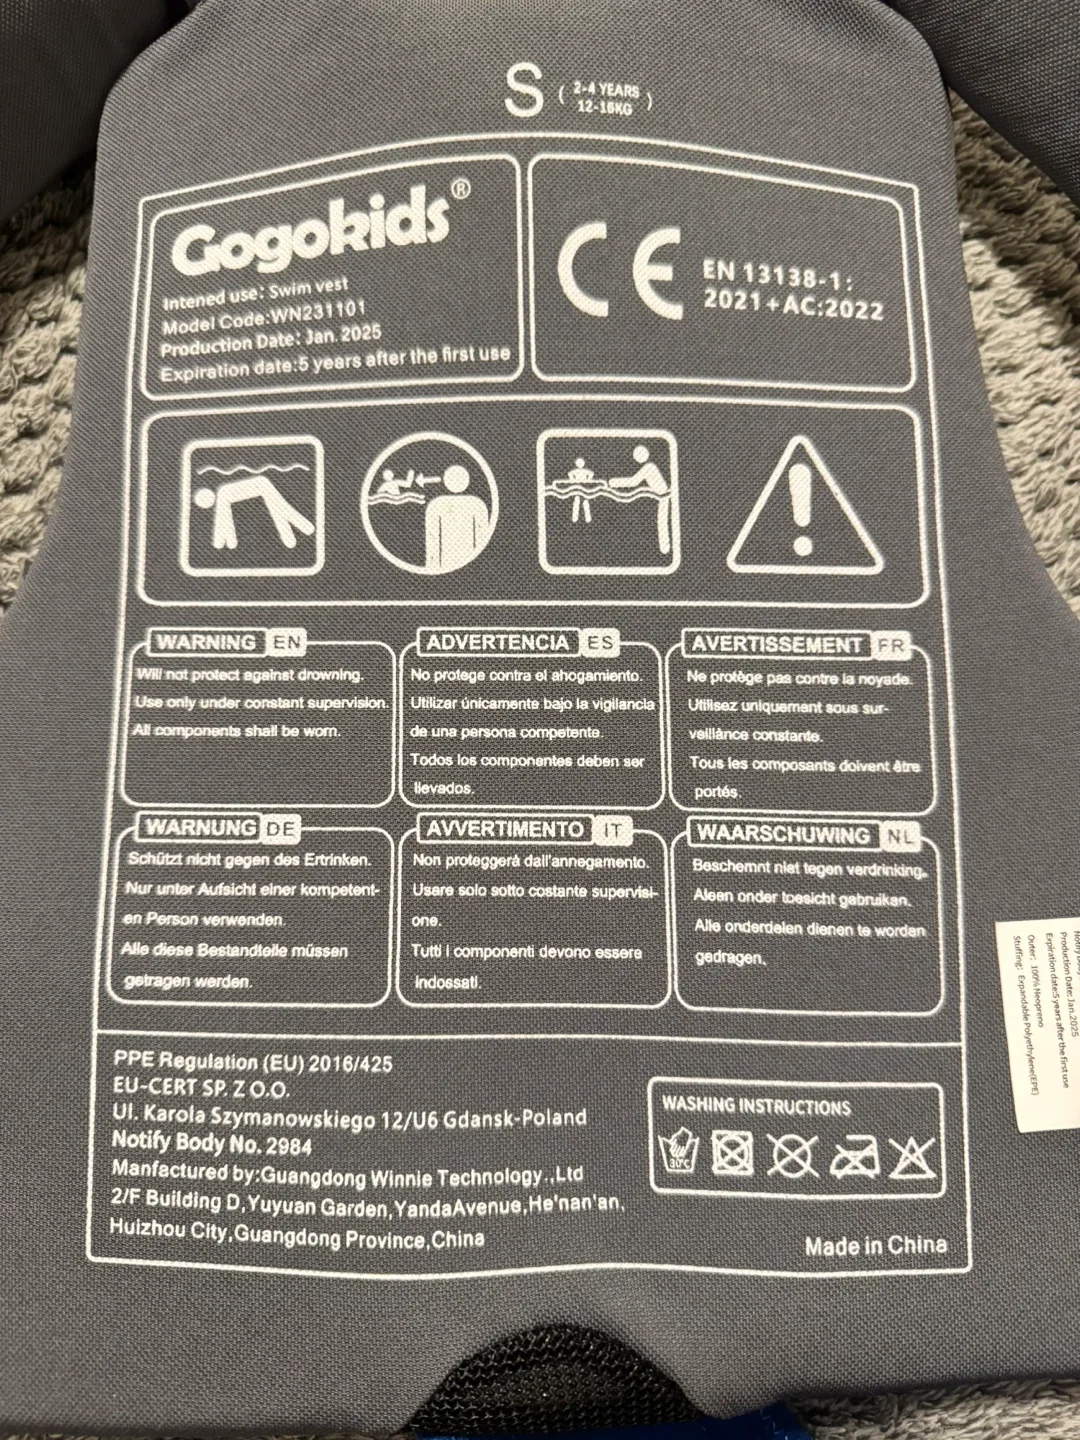 S ( 2-4 YEARS
12-16KG )
Gogokids®
Intened use: Swim vest
Model Code:WN231101
Production Date: Jan. 2025
Expiration date:5 years after the first use
CE
EN 13138-1:
2021+AC:2022
WARNING EN
Will not protect against drowning.
Use only under constant supervision.
All components shall be worn.
ADVERTENCIA ES
No protege contra el ahogamiento.
Utilizar únicamente bajo la vigilancia
de una persona competente.
Todos los componentes deben ser
llevados.
AVERTISSEMENT FR
Ne protège pas contre la noyade.
Utilisez uniquement sous sur-
veillànce constante.
Tous les composants doivent être
portés.
WARNUNG DE
Schützt nicht gegen des Ertrinken.
Nur unter Aufsicht einer kompetent-
en Person verwenden.
Alle diese Bestandteile müssen
getragen werden.
AVVERTIMENTO IT
Non proteggerà dall'annegamento.
Usare solo sotto costante supervisi-
one.
Tutti i componenti devono essere
indossati.
WAARSCHUWING NL
Beschemnt niet tegen verdrinking.
Aleen onder toesicht gebruiken.
Alle onderdelen dienen te worden
gedragen.
PPE Regulation (EU) 2016/425
EU-CERT SP. Z O.O.
Ul. Karola Szymanowskiego 12/U6 Gdansk-Poland
Notify Body No. 2984
Manfactured by:Guangdong Winnie Technology.,Ltd
2/F Building D,Yuyuan Garden,YandaAvenue,He'nan'an,
Huizhou City,Guangdong Province,China
WASHING INSTRUCTIONS
30°C
Made in China
Production Date: Jan.2025
Expiration date:5 years after the first use
Outer: 100% Neopreno
Stuffing: Expandable Polyethylene(EPE)